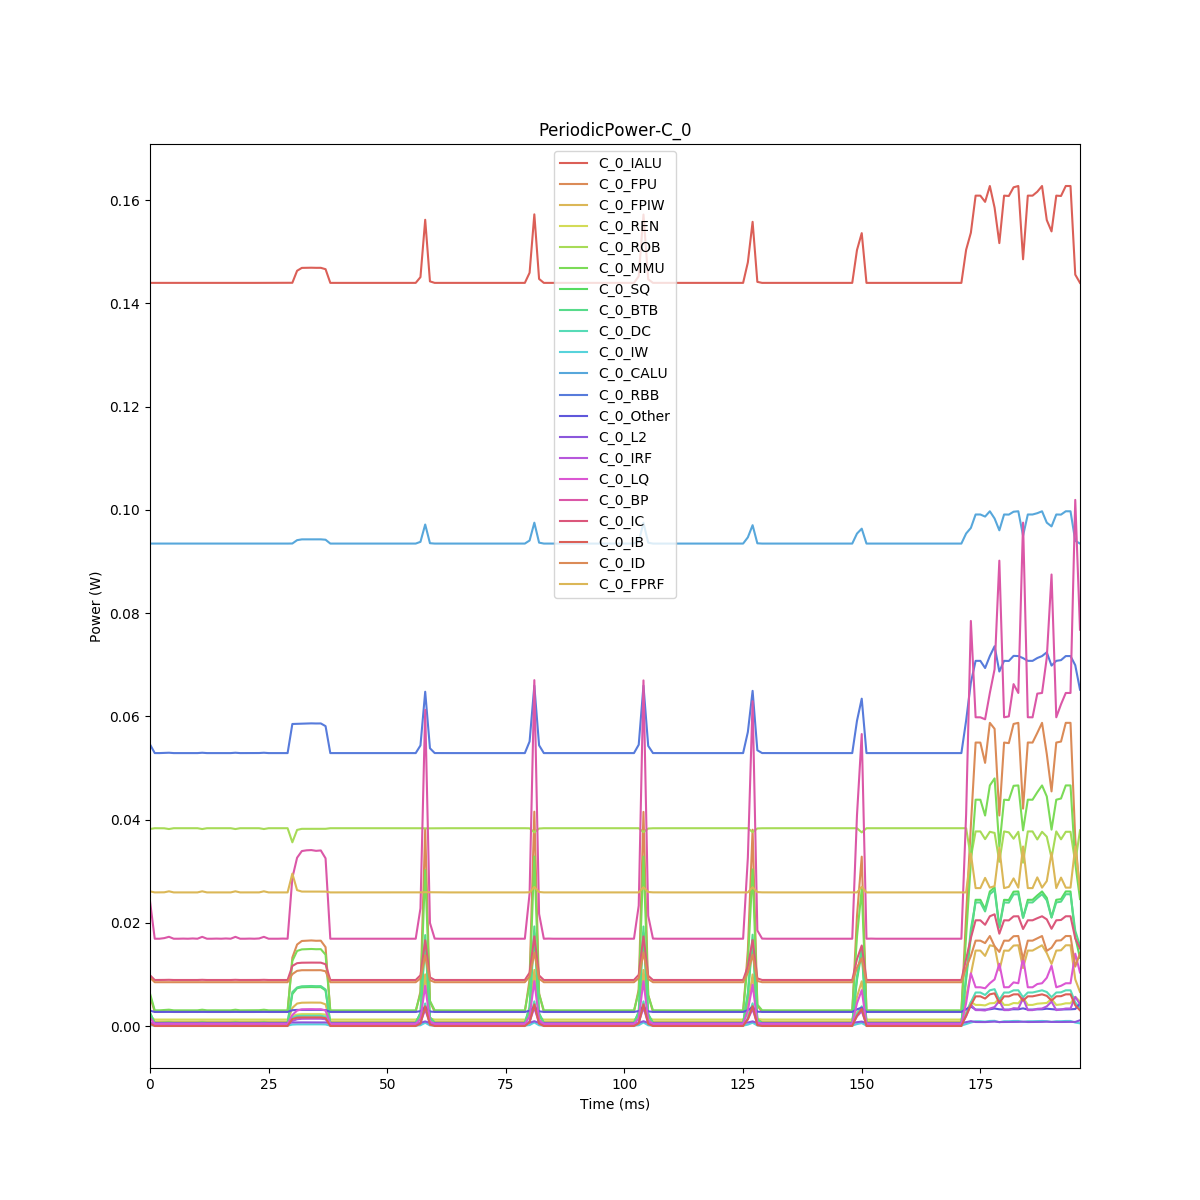 PeriodicPower-C_0
C_0_IALU
C_0_FPU
C_0_FPIW
C_0_REN
C_0_ROB
C_0_MMU
C_0_SQ
C_0_BTB
C_0_DC
C_0_IW
C_0_CALU
C_0_RBB
C_0_Other
C_0_L2
C_0_IRF
C_0_LQ
C_0_BP
C_0_IC
C_0_IB
C_0_ID
C_0_FPRF
0.16
0.14
0.12
0.10
0.08
0.06
0.04
0.02
0.00
Power (W)
0 25 50 75 100 125 150 175
Time (ms)